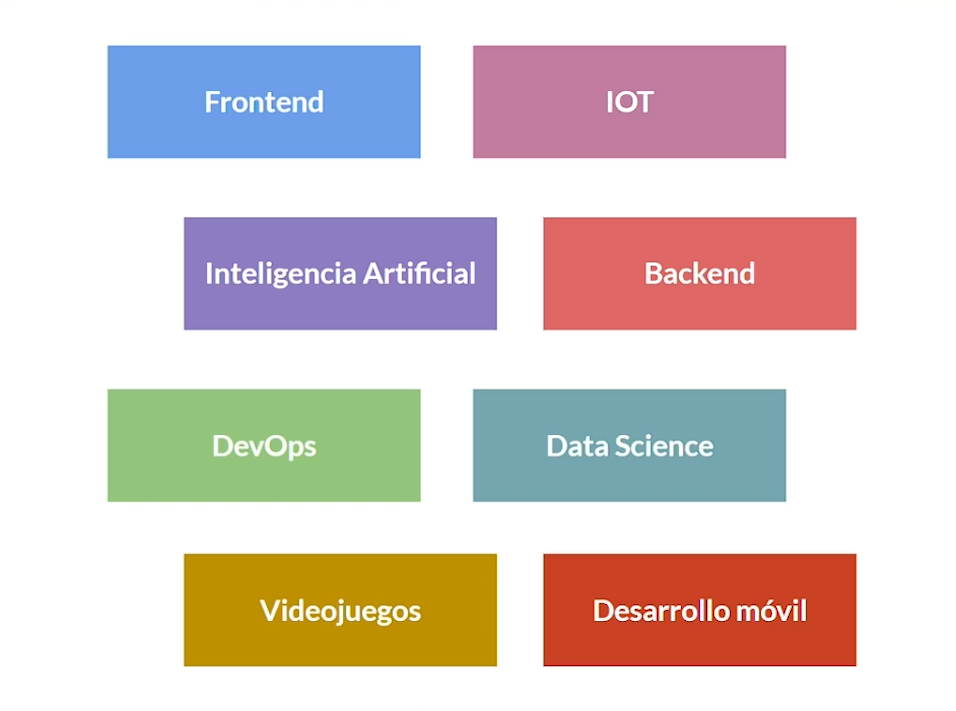 Frontend
IOT
Inteligencia Artificial
Backend
DevOps
Data Science
Videojuegos
Desarrollo móvil